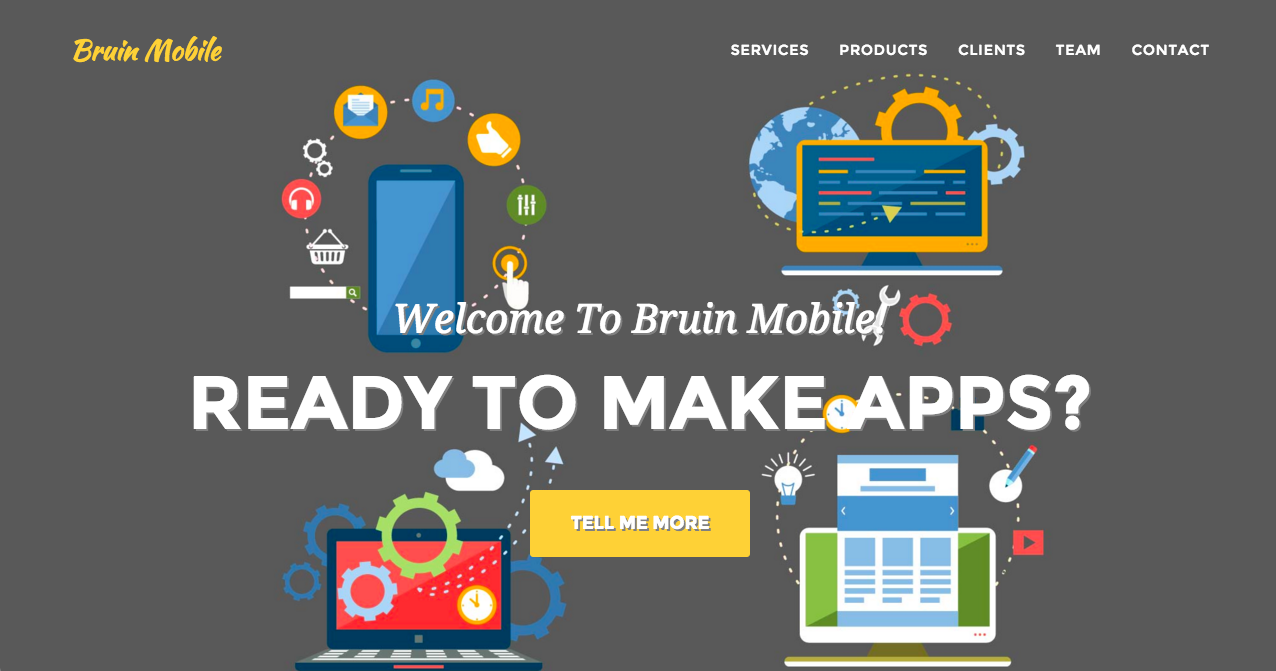 Bruin Mobile
SERVICES PRODUCTS CLIENTS TEAM CONTACT
Welcome To Bruin Mobile!
READY TO MAKE APPS?
TELL ME MORE